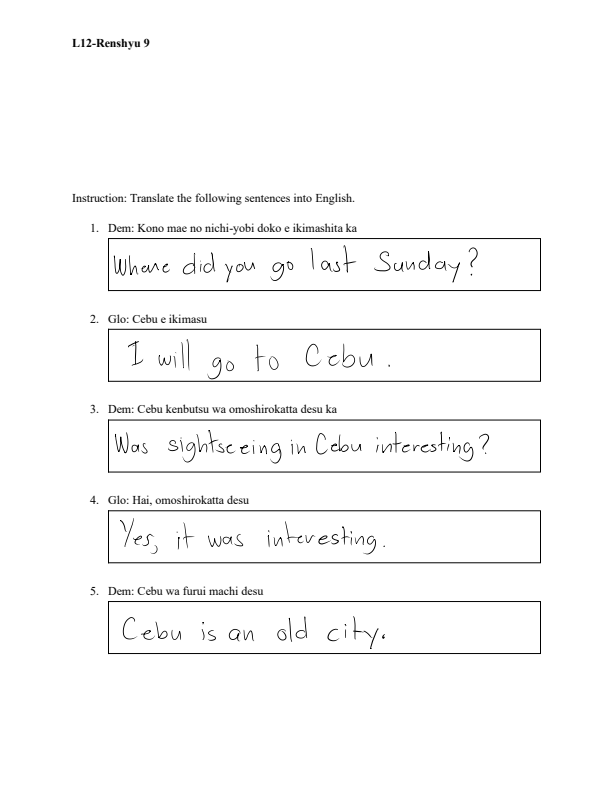 L12-Renshyu 9
Instruction: Translate the following sentences into English.
1. Dem: Kono mae no nichi-yobi doko e ikimashita ka
Where did you go last Sunday?
2. Glo: Cebu e ikimasu
I will go to Cebu.
3. Dem: Cebu kenbutsu wa omoshirokatta desu ka
Was sightseeing in Cebu interesting?
4. Glo: Hai, omoshirokatta desu
Yes, it was interesting.
5. Dem: Cebu wa furui machi desu
Cebu is an old city.